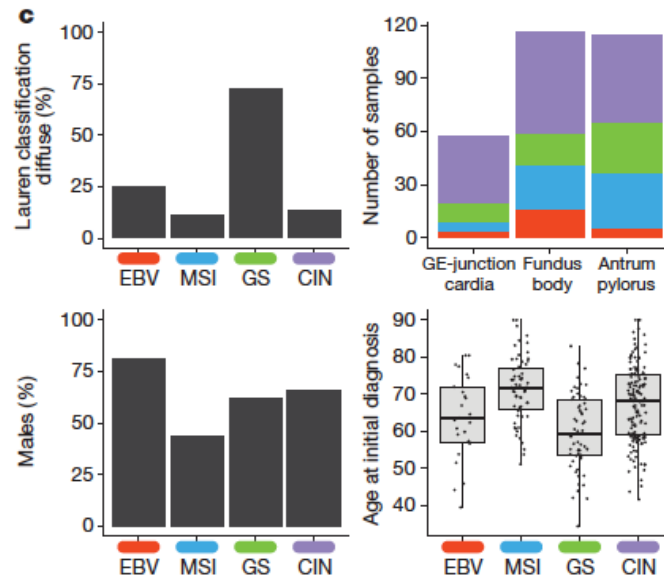 c
Lauren classification
diffuse (%)
100
75
50
25
0
EBV MSI GS CIN
Number of samples
120
90
60
30
0
GE-junction
cardia
Fundus
body
Antrum
pylorus
Males (%)
100
75
50
25
0
EBV MSI GS CIN
Age at initial diagnosis
90
80
70
60
50
40
EBV MSI GS CIN